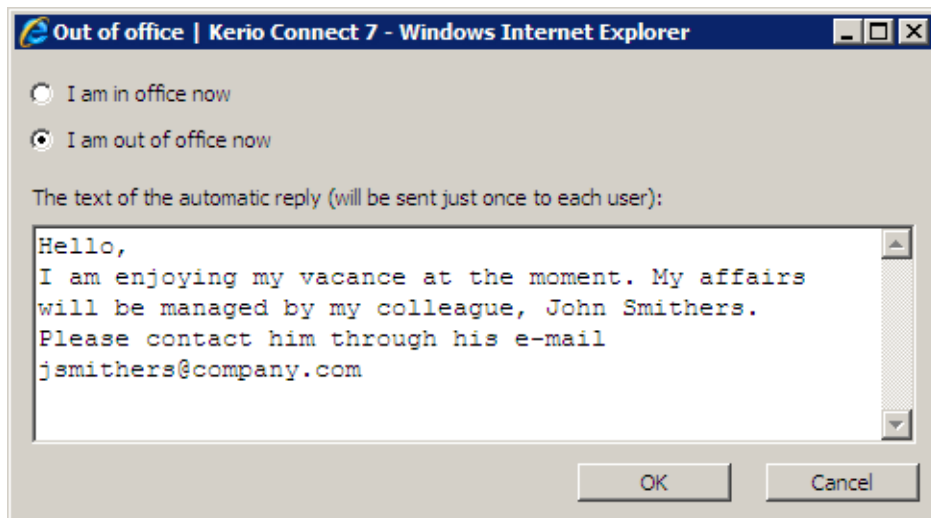 Out of office | Kerio Connect 7 - Windows Internet Explorer
I am in office now
I am out of office now
The text of the automatic reply (will be sent just once to each user):
Hello,
I am enjoying my vacance at the moment. My affairs
will be managed by my colleague, John Smithers.
Please contact him through his e-mail
jsmithers@company.com
OK Cancel